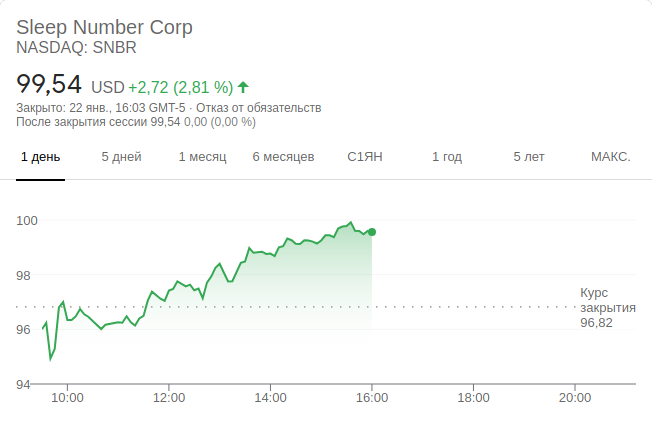 Sleep Number Corp
NASDAQ: SNBR
99,54 USD +2,72 (2,81 %)
Закрыто: 22 янв., 16:03 GMT-5 · Отказ от обязательств
После закрытия сессии 99,54 0,00 (0,00 %)
1 день 5 дней 1 месяц 6 месяцев С1ЯН 1 год 5 лет МАКС.
100
98
Курс
закрытия
96,82
96
94
10:00 12:00 14:00 16:00 18:00 20:00